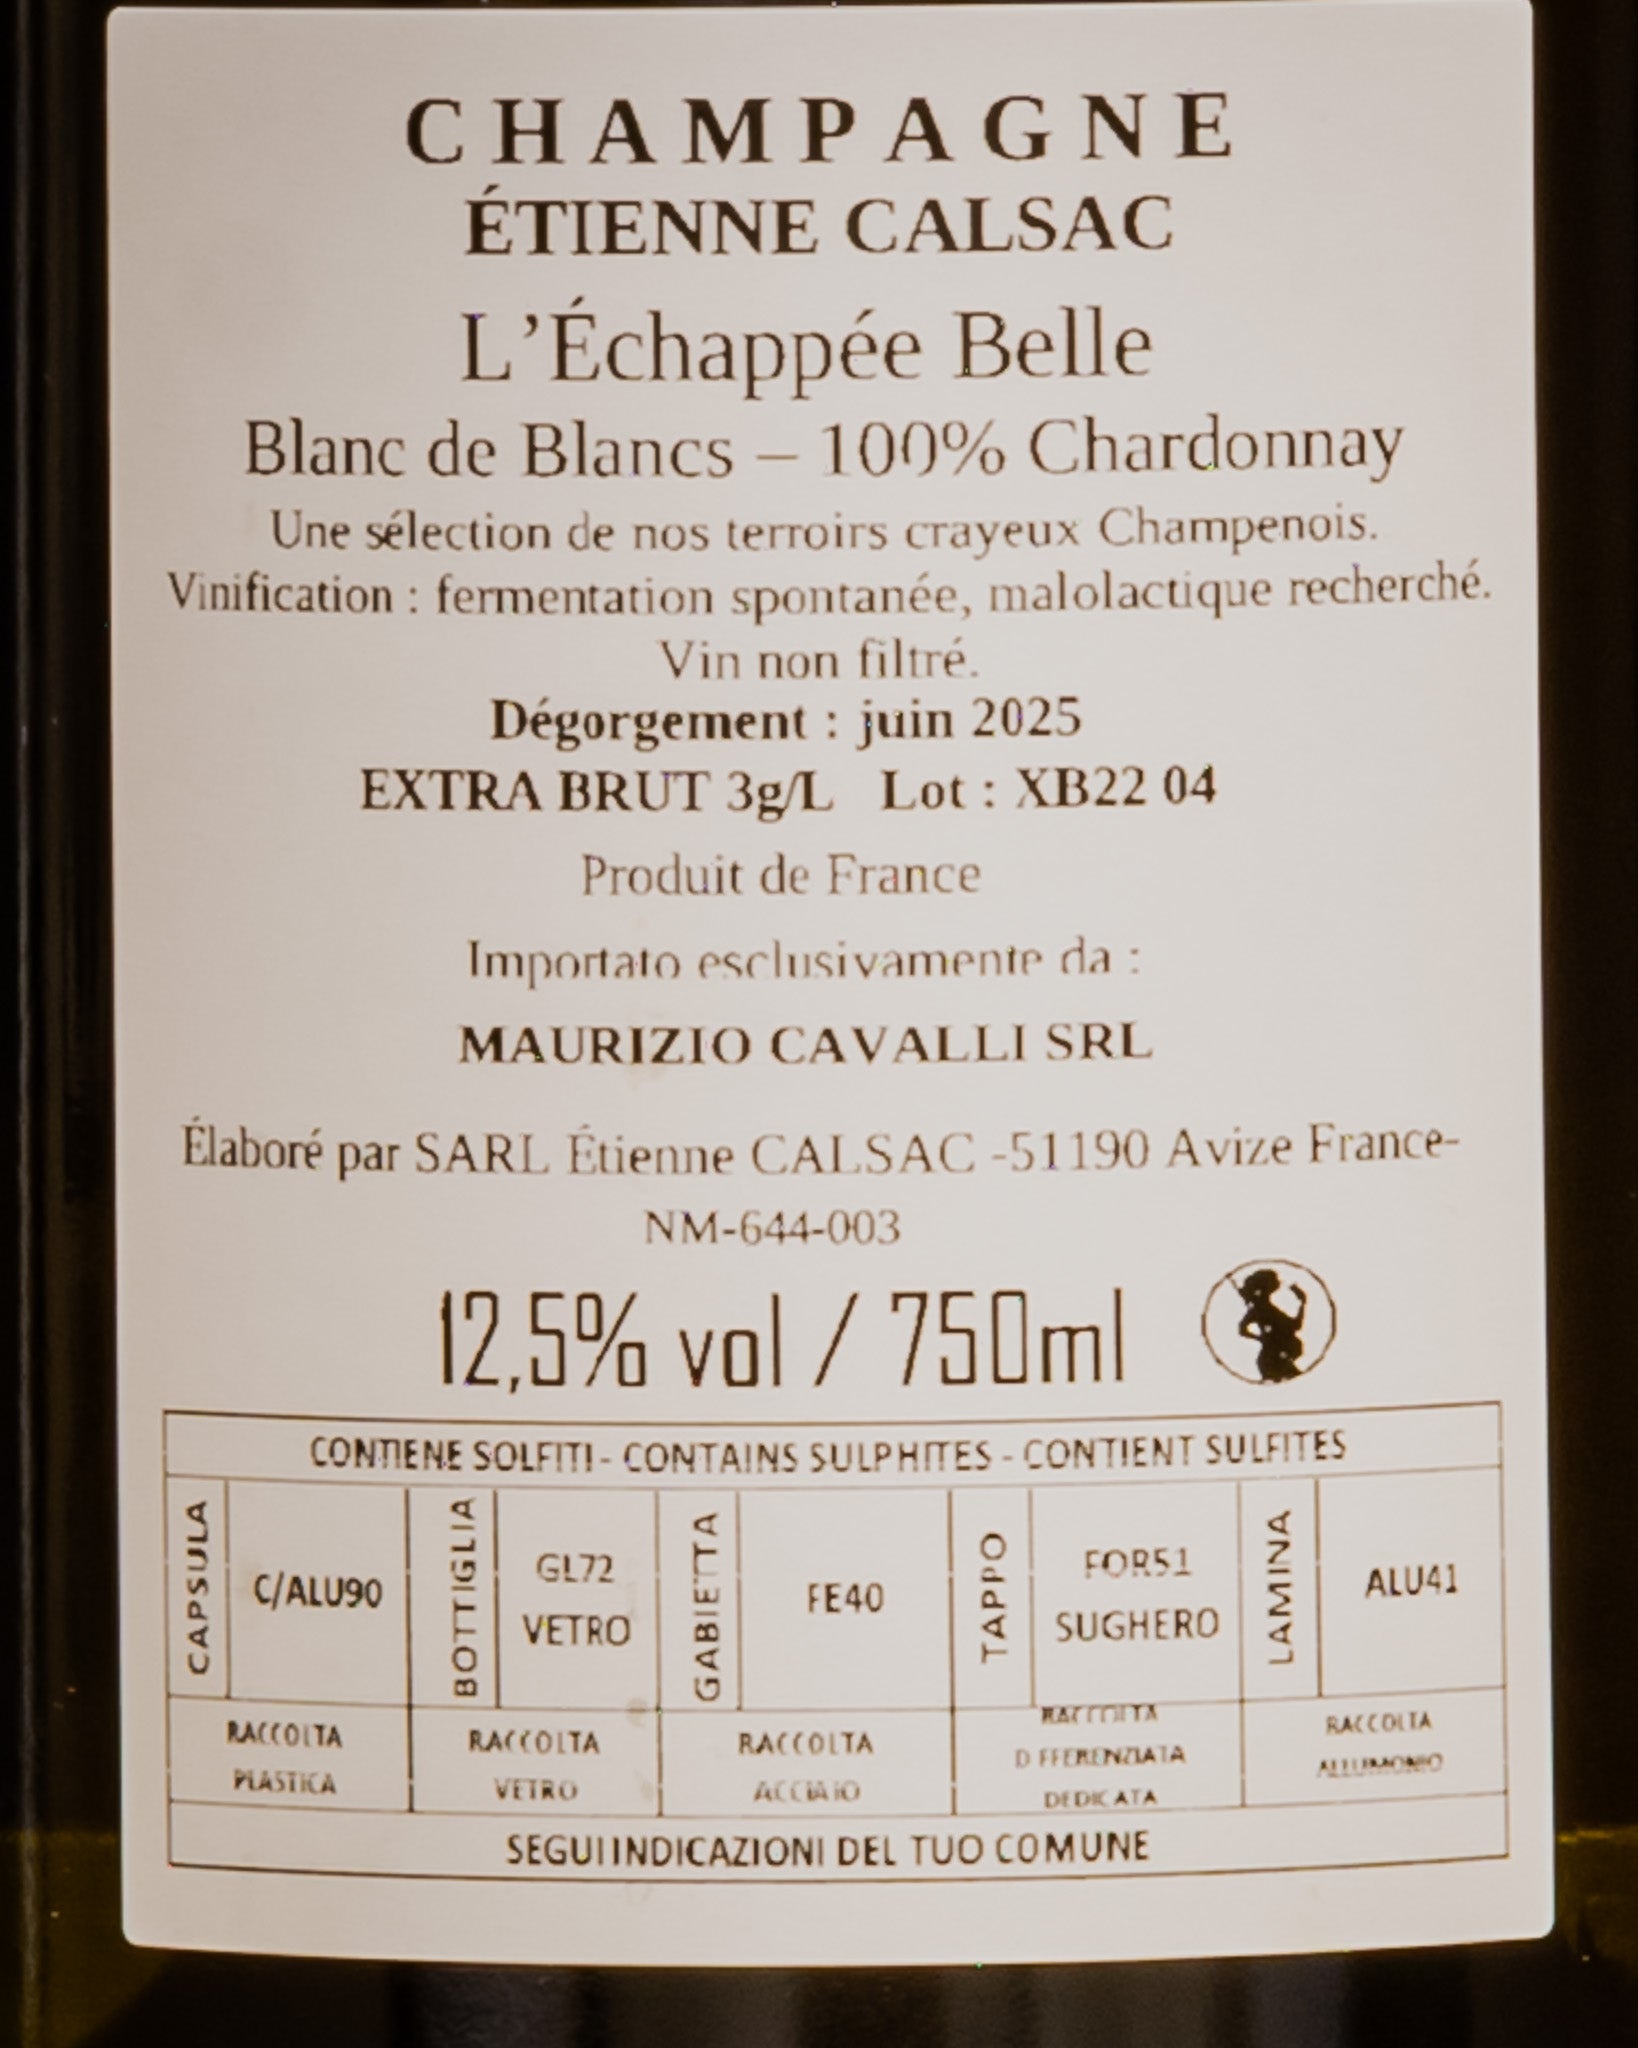 CHAMPAGNE
ÉTIENNE CALSAC
L’Échappée Belle
Blanc de Blancs – 100% Chardonnay
Une sélection de nos terroirs crayeux Champenois.
Vinification : fermentation spontanée, malolactique recherché.
Vin non filtré.
Dégorgement : juin 2025
EXTRA BRUT 3g/L Lot : XB22 04
Produit de France
Importato esclusivamente da :
MAURIZIO CAVALLI SRL
Élaboré par SARL Étienne CALSAC -51190 Avize France-
NM-644-003
12,5% vol / 750ml
CONTIENE SOLFITI - CONTAINS SULPHITES - CONTIENT SULFITES
CAPSULA
C/ALU90
BOTTIGLIA
GL72
VETRO
GABIETTA
FE40
TAPPO
FOR51
SUGHERO
LAMINA
ALU41
RACCOLTA
PLASTICA
RACCOLTA
VETRO
RACCOLTA
ACCIAIO
RACCOLTA
DIFFERENZIATA
DEDICATA
RACCOLTA
ALLUMONIO
SEGUI INDICAZIONI DEL TUO COMUNE